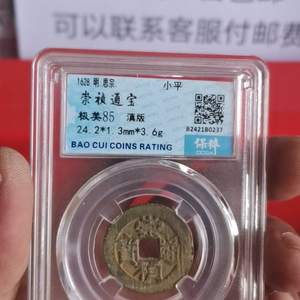 可以联系客服付邮费
1628 明 思宗 小平
崇祯通宝
极美85 滇版
24.2*1.3mm*3.6g
B2421B0237
保粹
BAO CUI COINS RATING